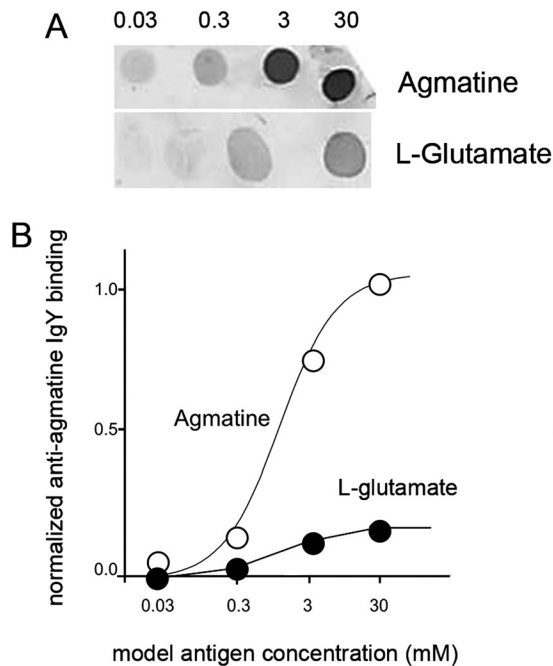 A 0.03 0.3 3 30
Agmatine
L-Glutamate
B
normalized anti-agmatine IgY binding
1.0
Agmatine
0.5
L-glutamate
0.0
0.03 0.3 3 30
model antigen concentration (mM)